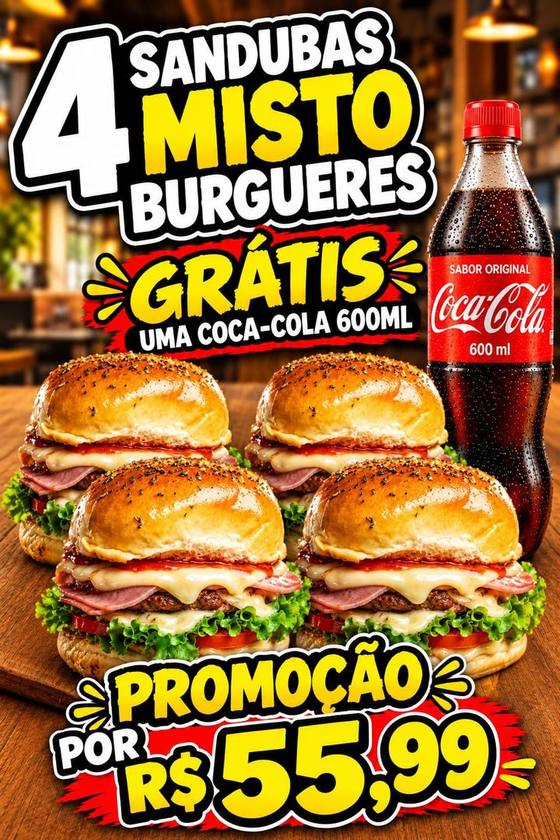 4 SANDUBAS
MISTO
BURGUERES
GRÁTIS
UMA COCA-COLA 600ML
SABOR ORIGINAL
Coca-Cola
600 ml
PROMOÇÃO
POR
R$ 55,99